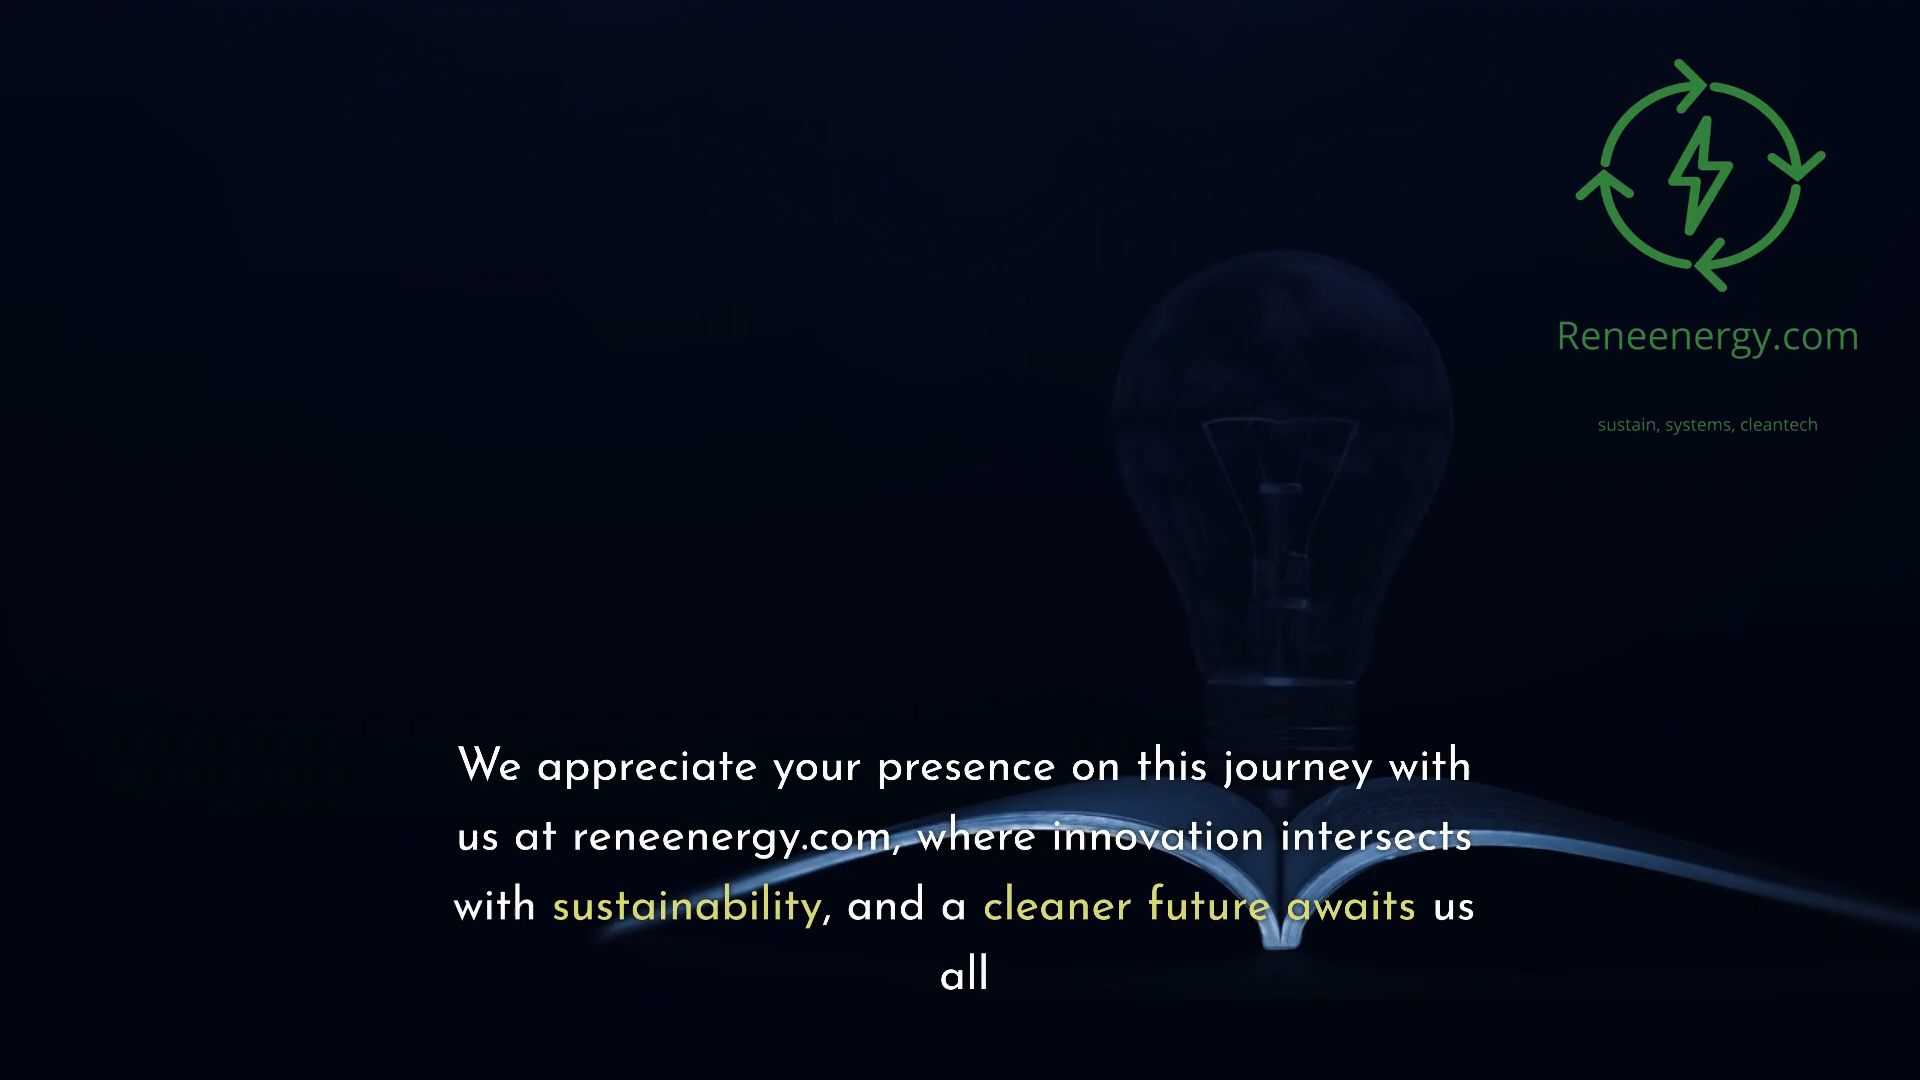 Reneenergy.com
sustain, systems, cleantech
We appreciate your presence on this journey with
us at reneenergy.com, where innovation intersects
with sustainability, and a cleaner future awaits us
all